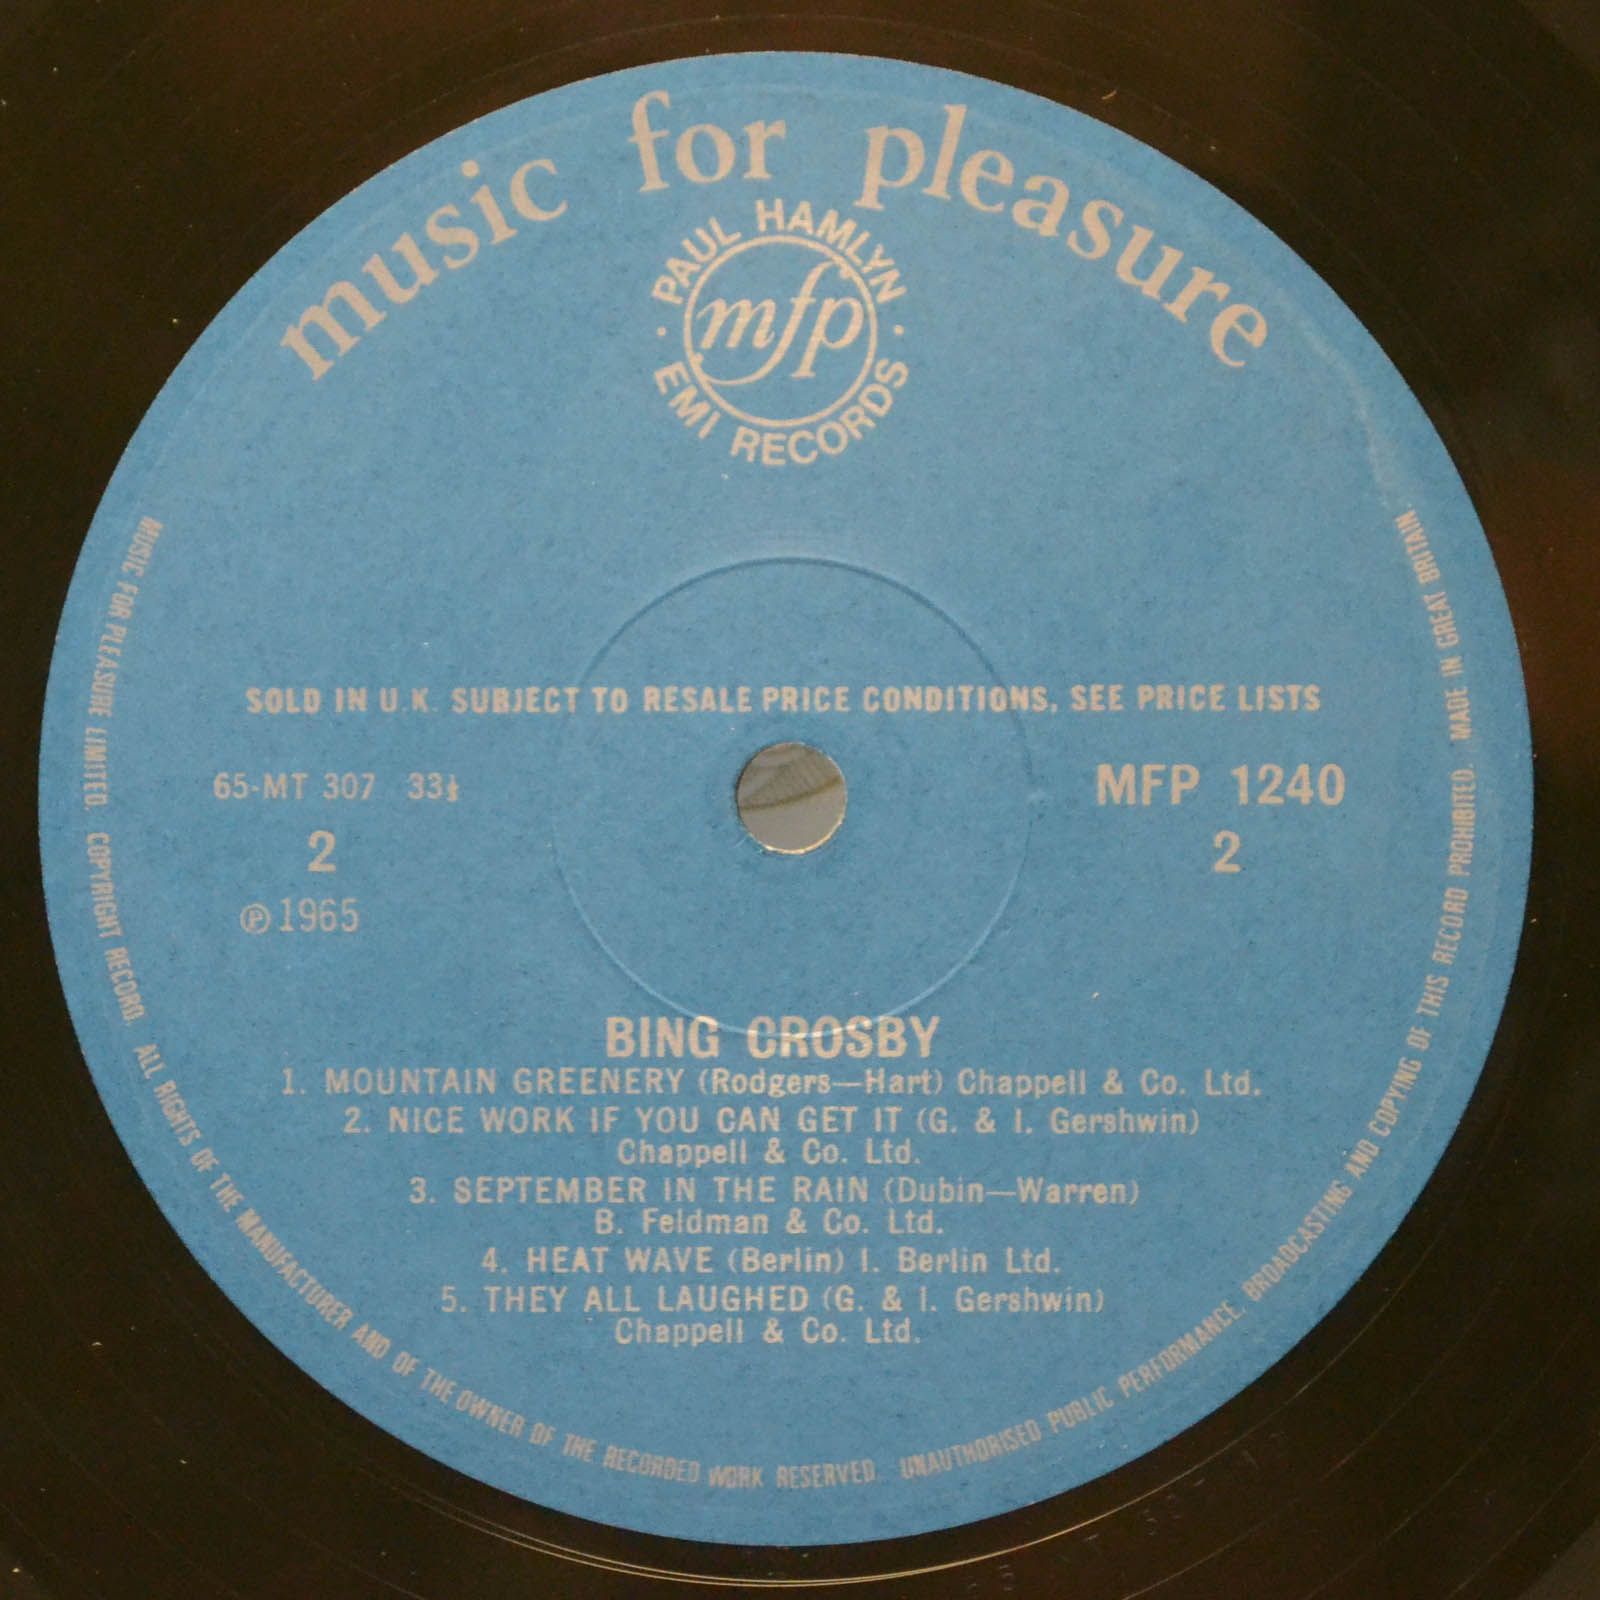 music for pleasure
PAUL HAMLYN
mfp
EMI RECORDS
SOLD IN U.K. SUBJECT TO RESALE PRICE CONDITIONS, SEE PRICE LISTS
65-MT 307 33⅓
MFP 1240
2
2
℗ 1965
BING CROSBY
1. MOUNTAIN GREENERY (Rodgers—Hart) Chappell & Co. Ltd.
2. NICE WORK IF YOU CAN GET IT (G. & I. Gershwin)
Chappell & Co. Ltd.
3. SEPTEMBER IN THE RAIN (Dubin—Warren)
B. Feldman & Co. Ltd.
4. HEAT WAVE (Berlin) I. Berlin Ltd.
5. THEY ALL LAUGHED (G. & I. Gershwin)
Chappell & Co. Ltd.
MUSIC FOR PLEASURE LIMITED. COPYRIGHT RECORD. ALL RIGHTS OF THE MANUFACTURER AND OF THE OWNER OF THE RECORDED WORK RESERVED. UNAUTHORISED PUBLIC PERFORMANCE, BROADCASTING AND COPYING OF THIS RECORD PROHIBITED. MADE IN GREAT BRITAIN.